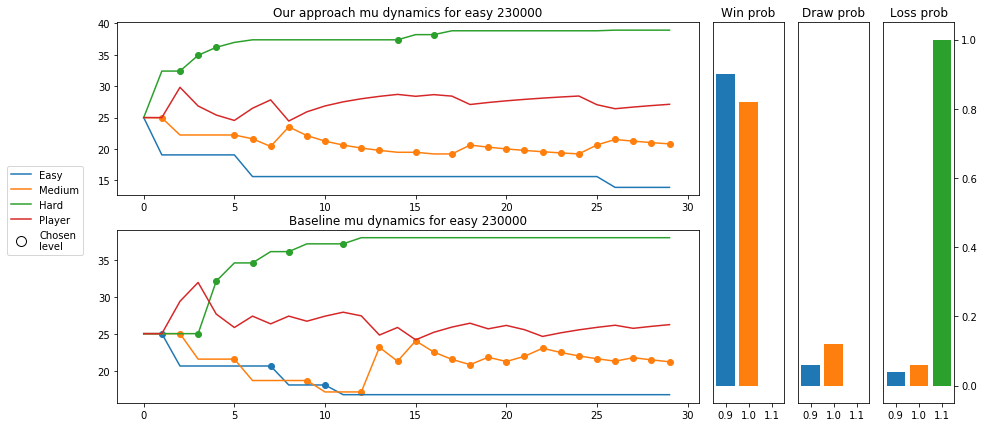 Our approach mu dynamics for easy 230000
40
35
30
25
20
15
0 5 10 15 20 25 30
Easy
Medium
Hard
Player
Chosen
level
Baseline mu dynamics for easy 230000
35
30
25
20
0 5 10 15 20 25 30
Win prob
0.9 1.0 1.1
Draw prob
0.9 1.0 1.1
Loss prob
1.0
0.8
0.6
0.4
0.2
0.0
0.9 1.0 1.1